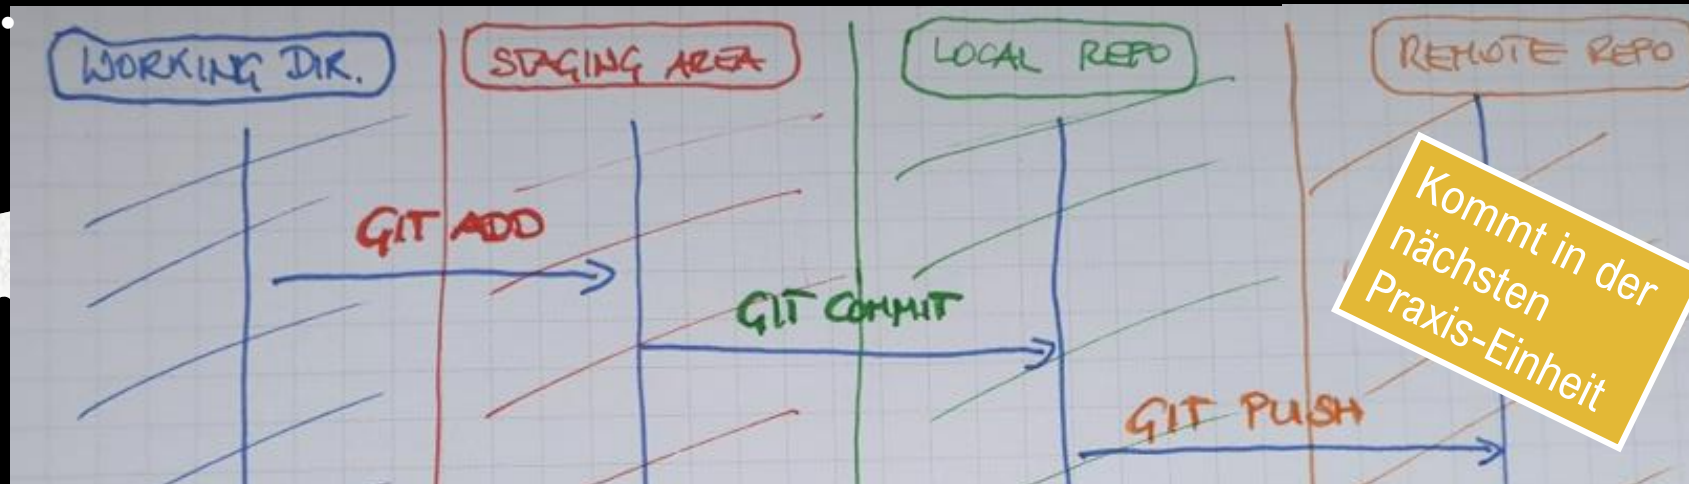 WORKING DIR.
STAGING AREA
LOCAL REPO
REMOTE REPO
GIT ADD
GIT COMMIT
GIT PUSH
Kommt in der
nächsten
Praxis-Einheit